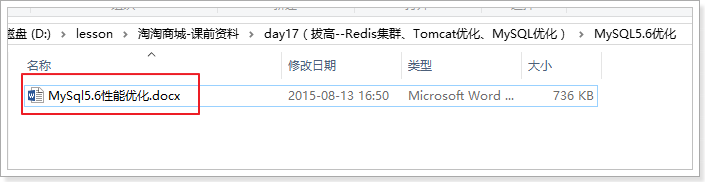 磁盘 (D:) > lesson > 淘淘商城-课前资料 > day17（拔高--Redis集群、Tomcat优化、MySQL优化） > MySQL5.6优化
名称 修改日期 类型 大小
MySql5.6性能优化.docx 2015-08-13 16:50 Microsoft Word ... 736 KB